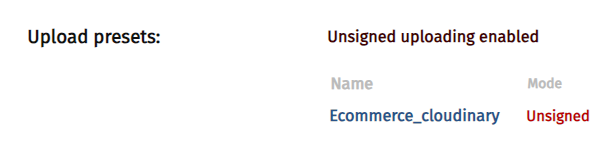 Upload presets: Unsigned uploading enabled
Name Mode
Ecommerce_cloudinary Unsigned